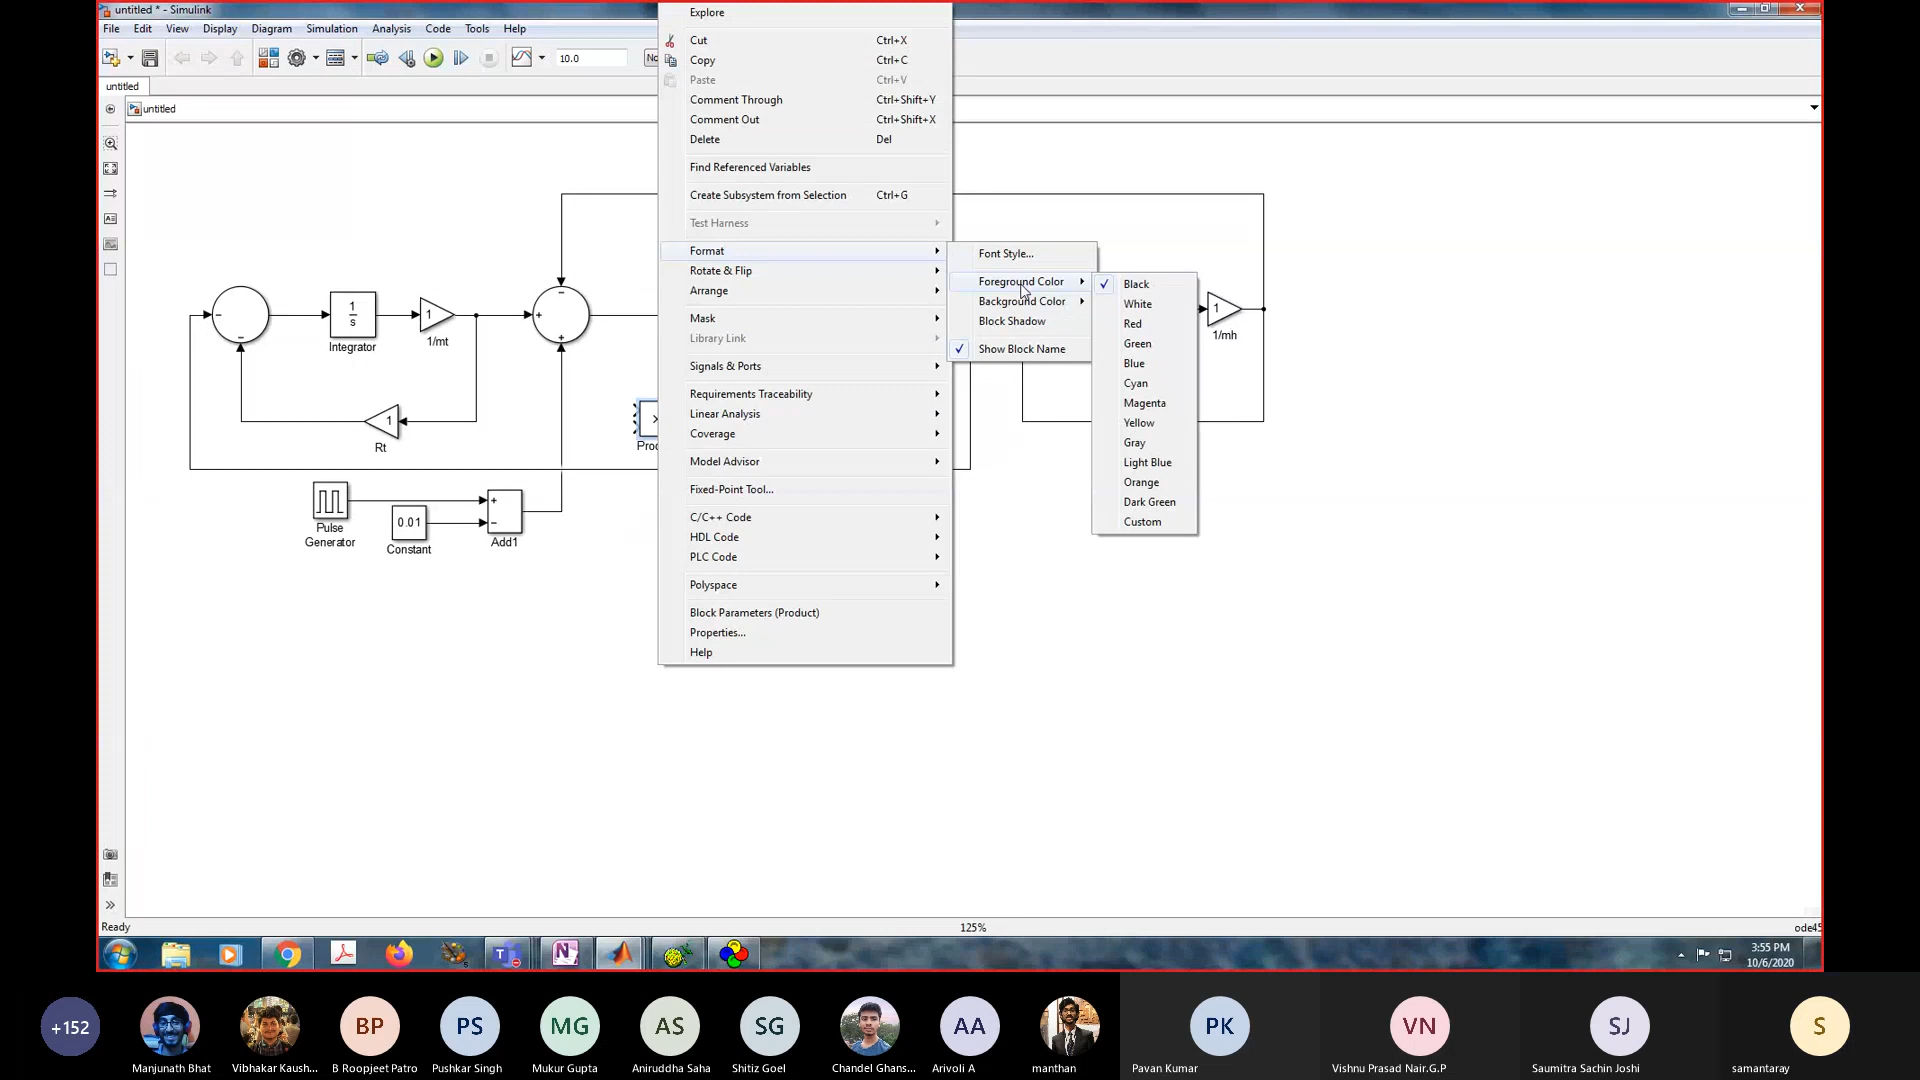 untitled * - Simulink
File Edit View Display Diagram Simulation Analysis Code Tools Help
10.0
untitled
untitled
Explore
Cut Ctrl+X
Copy Ctrl+C
Paste Ctrl+V
Comment Through Ctrl+Shift+Y
Comment Out Ctrl+Shift+X
Delete Del
Find Referenced Variables
Create Subsystem from Selection Ctrl+G
Test Harness
Format
Rotate & Flip
Arrange
Mask
Library Link
Signals & Ports
Requirements Traceability
Linear Analysis
Coverage
Model Advisor
Fixed-Point Tool...
C/C++ Code
HDL Code
PLC Code
Polyspace
Block Parameters (Product)
Properties...
Help
Font Style...
Foreground Color
Background Color
Block Shadow
Show Block Name
Black
White
Red
Green
Blue
Cyan
Magenta
Yellow
Gray
Light Blue
Orange
Dark Green
Custom
1
s
Integrator
1
1/mt
1
Rt
1
1/mh
Pulse
Generator
0.01
Constant
Add1
Ready 125% ode45
3:55 PM
10/6/2020
+152 BP PS MG AS SG AA PK VN SJ S
Manjunath Bhat Vibhakar Kaush... B Roopjeet Patro Pushkar Singh Mukur Gupta Aniruddha Saha Shitiz Goel Chandel Ghans... Arivoli A manthan Pavan Kumar Vishnu Prasad Nair.G.P Saumitra Sachin Joshi samantaray